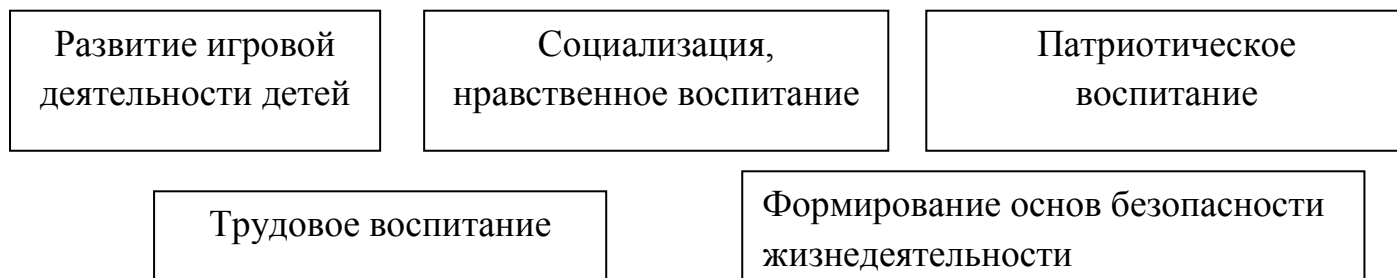 Развитие игровой
деятельности детей
Социализация,
нравственное воспитание
Патриотическое
воспитание
Трудовое воспитание
Формирование основ безопасности
жизнедеятельности